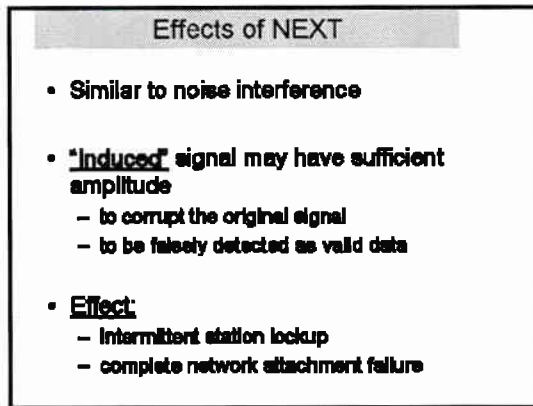 Effects of NEXT
• Similar to noise interference
• "Induced" signal may have sufficient
amplitude
– to corrupt the original signal
– to be falsely detected as valid data
• Effect:
– Intermittent station lockup
– complete network attachment failure